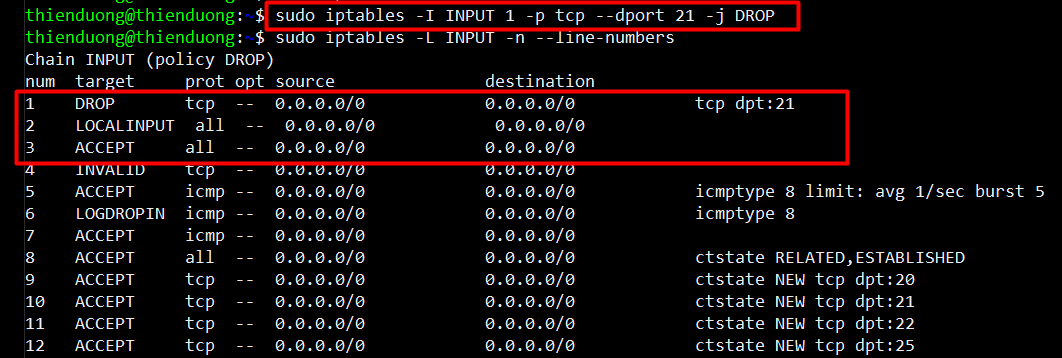 thienduong@thienduong:~$ sudo iptables -I INPUT 1 -p tcp --dport 21 -j DROP
thienduong@thienduong:~$ sudo iptables -L INPUT -n --line-numbers
Chain INPUT (policy DROP)
num  target     prot opt source               destination
1    DROP       tcp  --  0.0.0.0/0            0.0.0.0/0            tcp dpt:21
2    LOCALINPUT  all  --  0.0.0.0/0            0.0.0.0/0
3    ACCEPT     all  --  0.0.0.0/0            0.0.0.0/0
4    INVALID    tcp  --  0.0.0.0/0            0.0.0.0/0
5    ACCEPT     icmp --  0.0.0.0/0            0.0.0.0/0            icmptype 8 limit: avg 1/sec burst 5
6    LOGDROPIN  icmp --  0.0.0.0/0            0.0.0.0/0            icmptype 8
7    ACCEPT     icmp --  0.0.0.0/0            0.0.0.0/0
8    ACCEPT     all  --  0.0.0.0/0            0.0.0.0/0            ctstate RELATED,ESTABLISHED
9    ACCEPT     tcp  --  0.0.0.0/0            0.0.0.0/0            ctstate NEW tcp dpt:20
10   ACCEPT     tcp  --  0.0.0.0/0            0.0.0.0/0            ctstate NEW tcp dpt:21
11   ACCEPT     tcp  --  0.0.0.0/0            0.0.0.0/0            ctstate NEW tcp dpt:22
12   ACCEPT     tcp  --  0.0.0.0/0            0.0.0.0/0            ctstate NEW tcp dpt:25